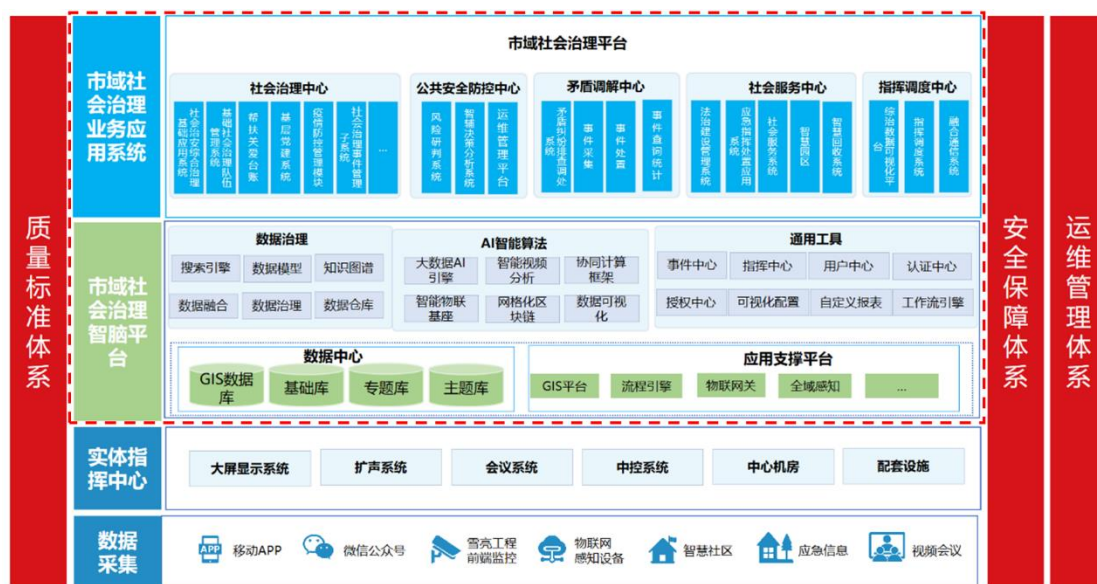 质量标准体系
市域社
会治理
业务应
用系统
市域社会治理平台
社会治理中心
社会治安综合治理
基础应用系统
基础社会治理队伍
管理系统
帮扶关爱台账
基层党建系统
疫情防控管理模块
社会治理事件管理
子系统
...
公共安全防控中心
风险研判系统
智辅决策分析系统
运维管理平台
矛盾调解中心
矛盾纠纷排查调处
系统
事件采集
事件处置
事件查询统计
社会服务中心
法治建设管理系统
应急指挥处置应用
系统
社会服务系统
智慧园区
智慧回收系统
指挥调度中心
综治数据可视化平
台
指挥调度系统
融合通信系统
市域社
会治理
智脑平
台
数据治理
搜索引擎
数据模型
知识图谱
数据融合
数据治理
数据仓库
AI智能算法
大数据AI
引擎
智能视频
分析
协同计算
框架
智能物联
基座
网格化区
块链
数据可视
化
通用工具
事件中心
指挥中心
用户中心
认证中心
授权中心
可视化配置
自定义报表
工作流引擎
数据中心
GIS数据
库
基础库
专题库
主题库
应用支撑平台
GIS平台
流程引擎
物联网关
全域感知
...
实体指
挥中心
大屏显示系统
扩声系统
会议系统
中控系统
中心机房
配套设施
数据
采集
APP
移动APP
微信公众号
雪亮工程
前端监控
物联网
感知设备
智慧社区
应急信息
视频会议
安全保障体系
运维管理体系